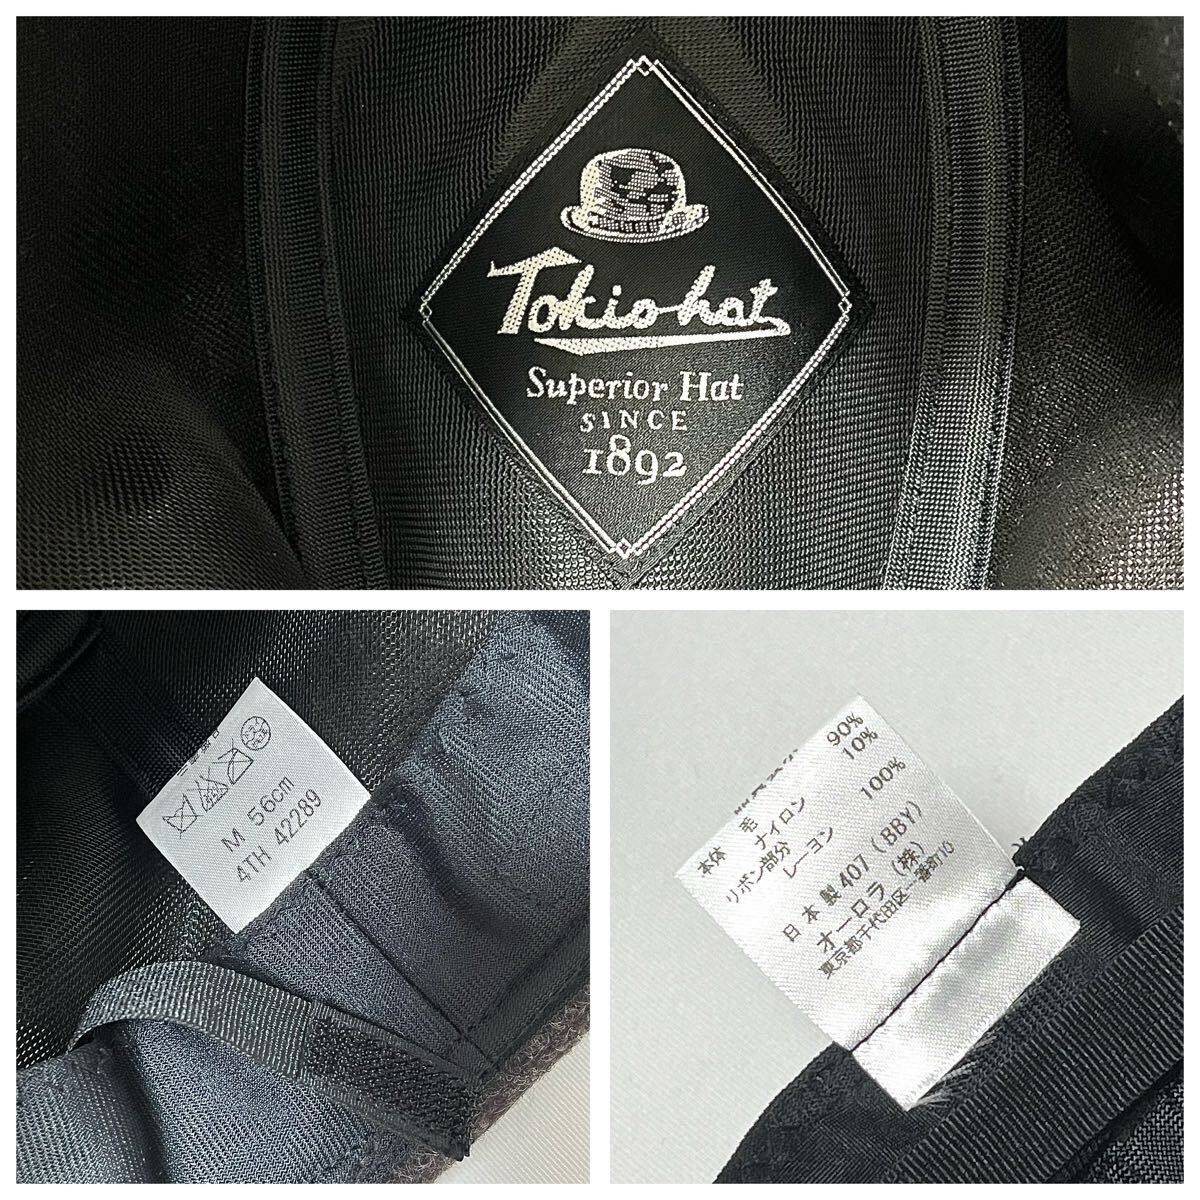 Tokio hat
Superior Hat
SINCE
1892
M 56cm
4TH 42289
本体 毛 90%
ナイロン 10%
リボン部分
レーヨン 100%
日本製 407 (BBY)
オーロラ (株)
東京都千代田区一番町10